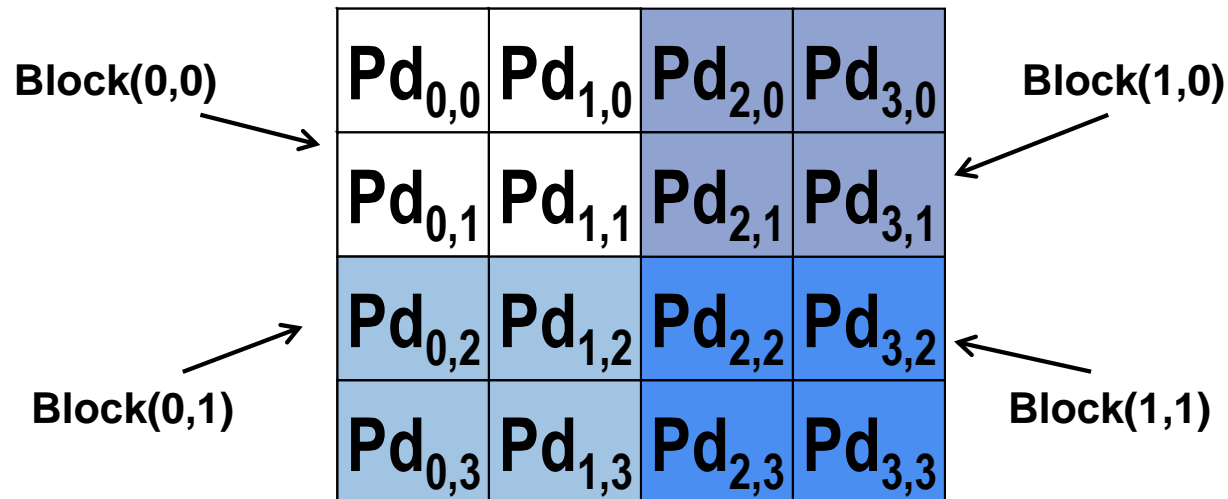 Block(0,0)
Block(1,0)
Pd0,0 Pd1,0 Pd2,0 Pd3,0
Pd0,1 Pd1,1 Pd2,1 Pd3,1
Pd0,2 Pd1,2 Pd2,2 Pd3,2
Block(0,1)
Block(1,1)
Pd0,3 Pd1,3 Pd2,3 Pd3,3